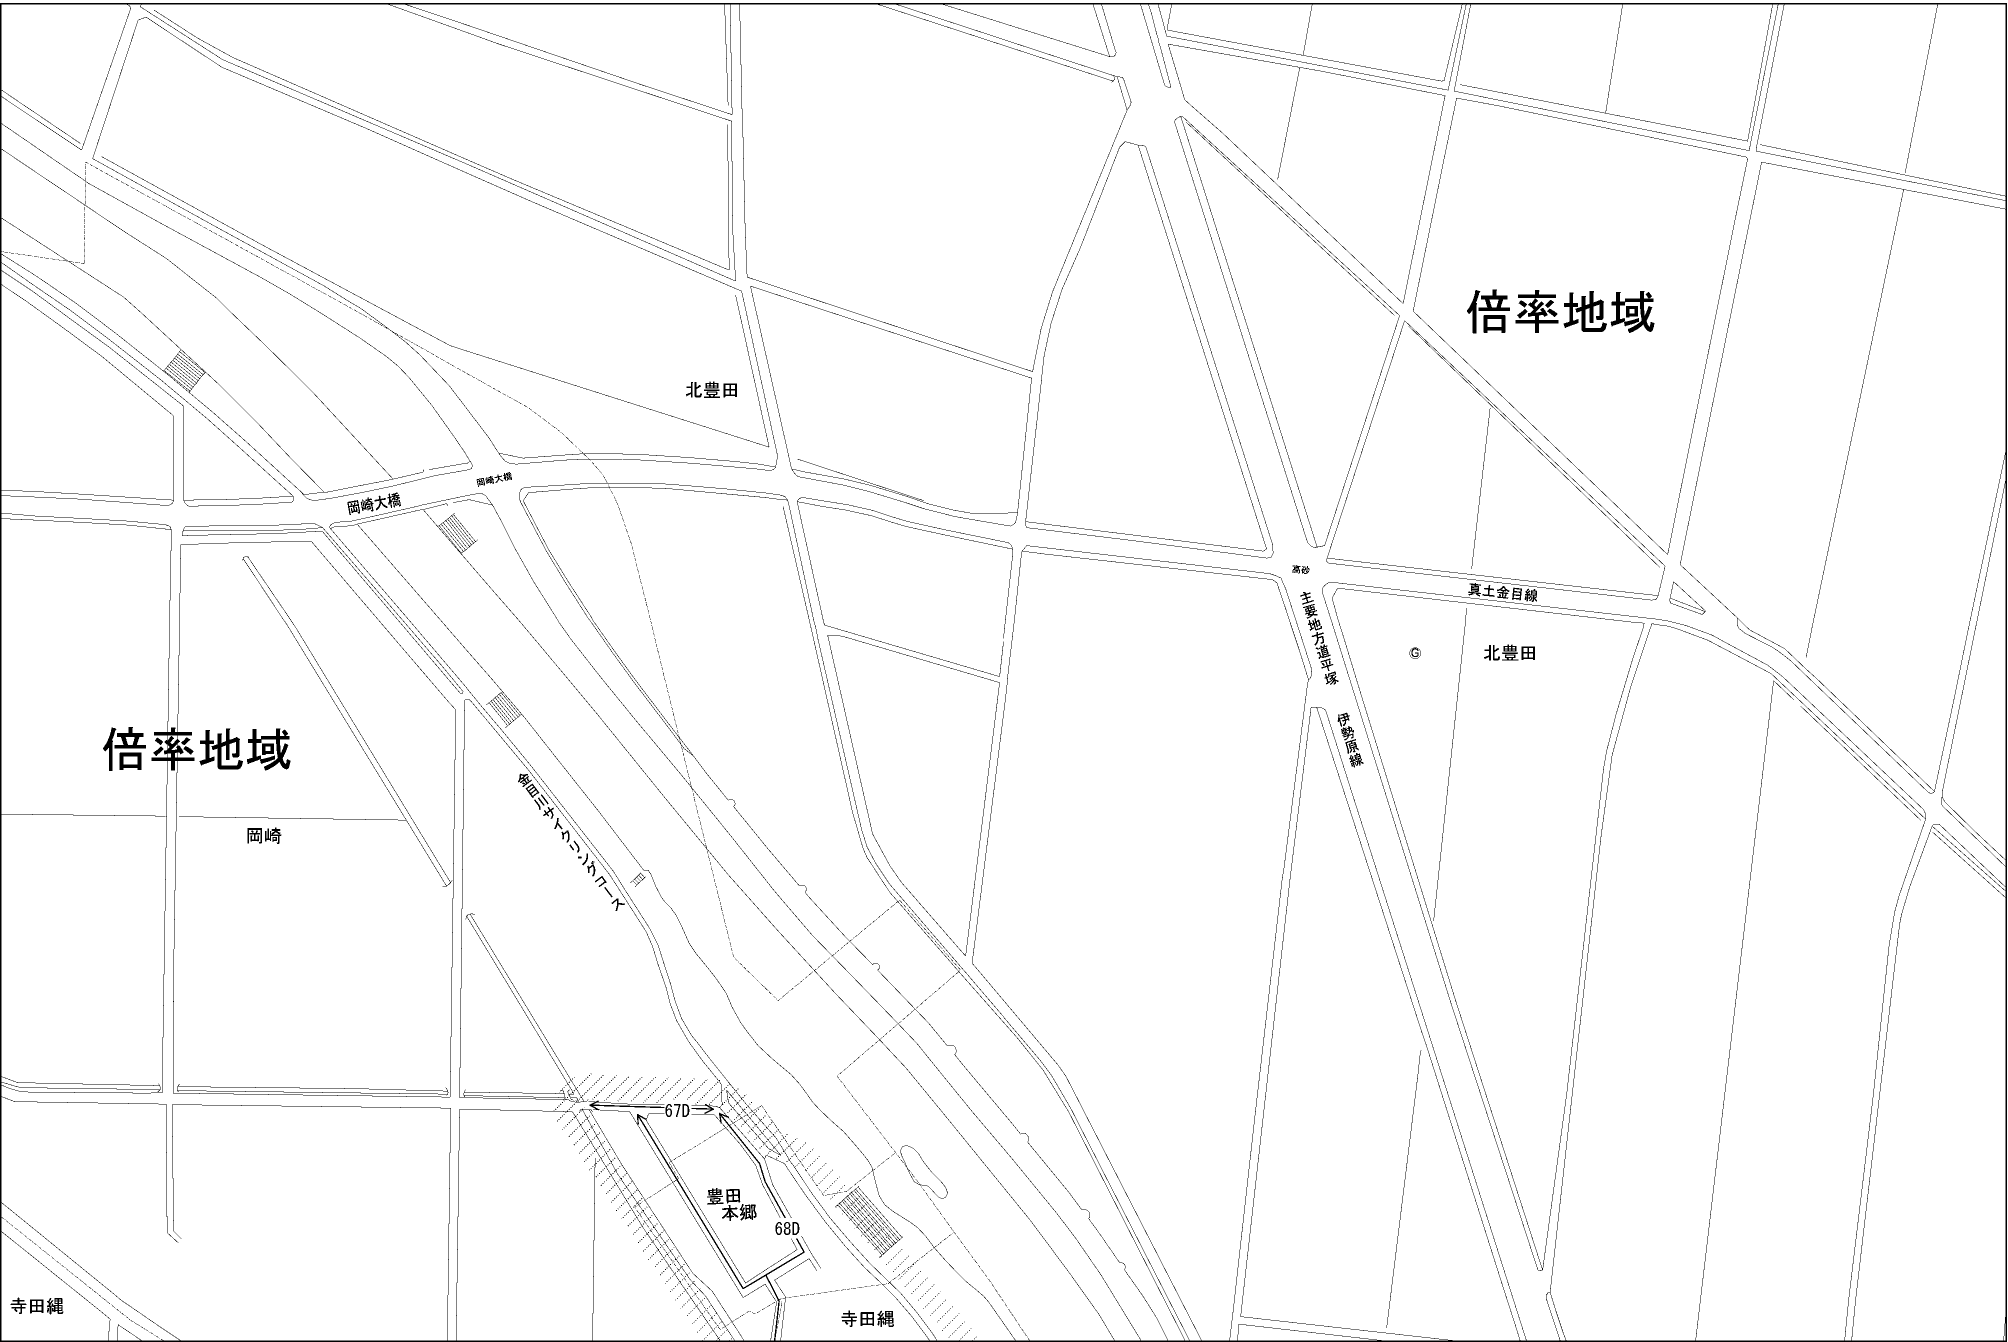 倍率地域
北豊田
岡崎大橋
岡崎大橋
高砂
真土金目線
主要地方道平塚
伊勢原線
G
北豊田
倍率地域
岡崎
金目川サイクリングコース
67D
豊田
本郷
68D
寺田縄
寺田縄